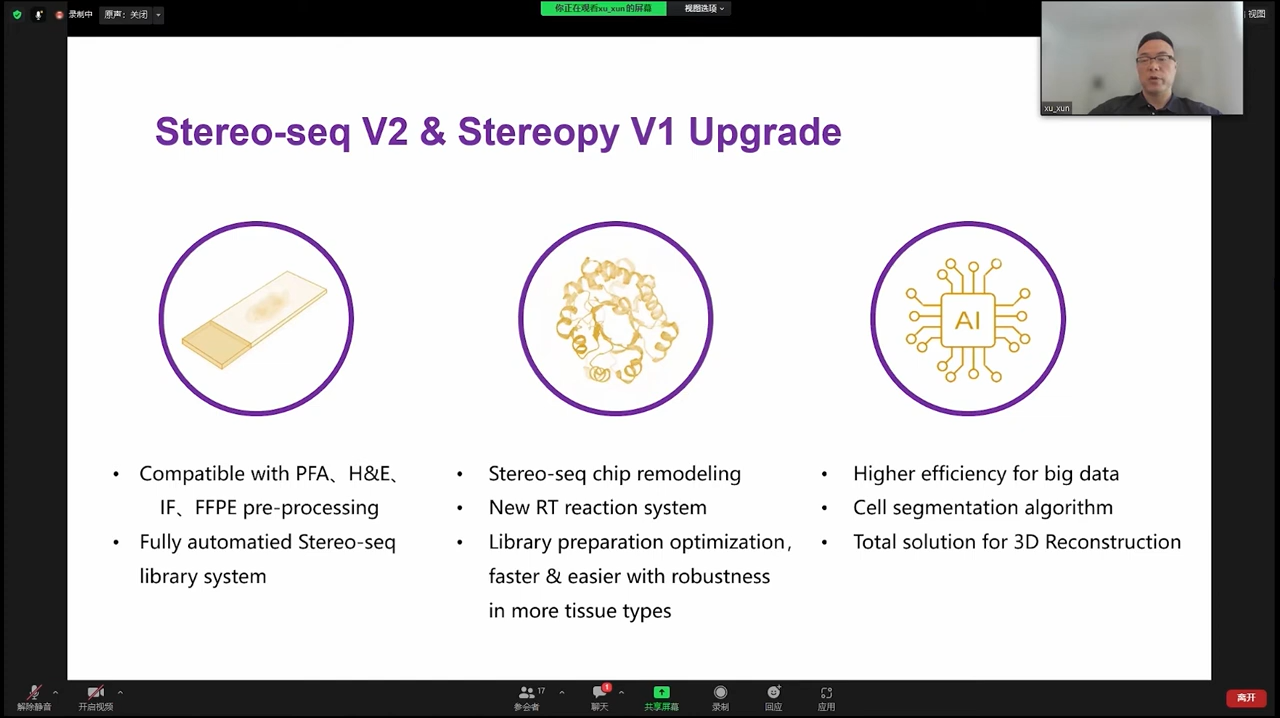 录制中
原声：关闭
你正在观看xu_xun的屏幕
视图选项
视图
xu_xun
Stereo-seq V2 & Stereopy V1 Upgrade
AI
• Compatible with PFA、H&E、
IF、FFPE pre-processing
• Fully automatied Stereo-seq
library system
• Stereo-seq chip remodeling
• New RT reaction system
• Library preparation optimization,
faster & easier with robustness
in more tissue types
• Higher efficiency for big data
• Cell segmentation algorithm
• Total solution for 3D Reconstruction
解除静音
开启视频
17
参会者
1
聊天
共享屏幕
录制
回应
应用
离开